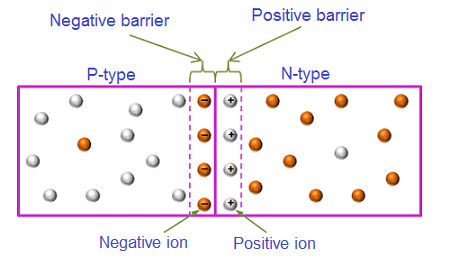 Negative barrier
Positive barrier
P-type
N-type
− +
− +
− +
− +
Negative ion
Positive ion